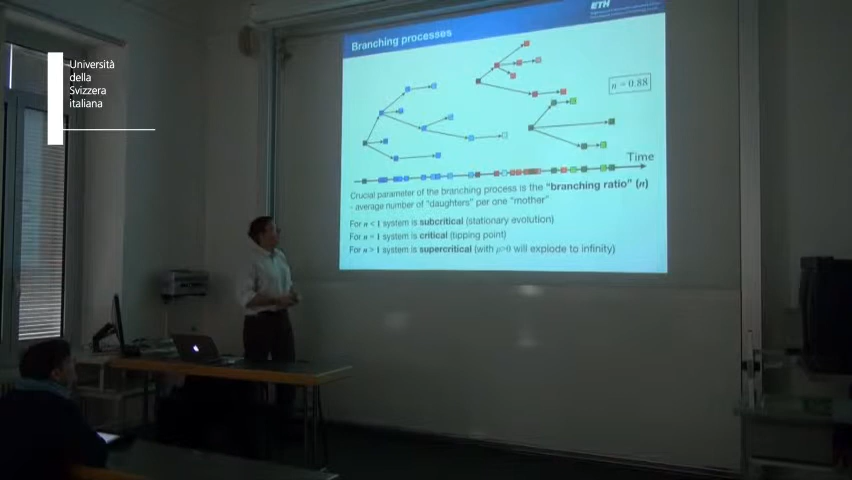 Università
della
Svizzera
italiana
ETH
Branching processes
n = 0.88
Time
Crucial parameter of the branching process is the "branching ratio" (n)
- average number of "daughters" per one "mother"
For n < 1 system is subcritical (stationary evolution)
For n = 1 system is critical (tipping point)
For n > 1 system is supercritical (with μ>0 will explode to infinity)